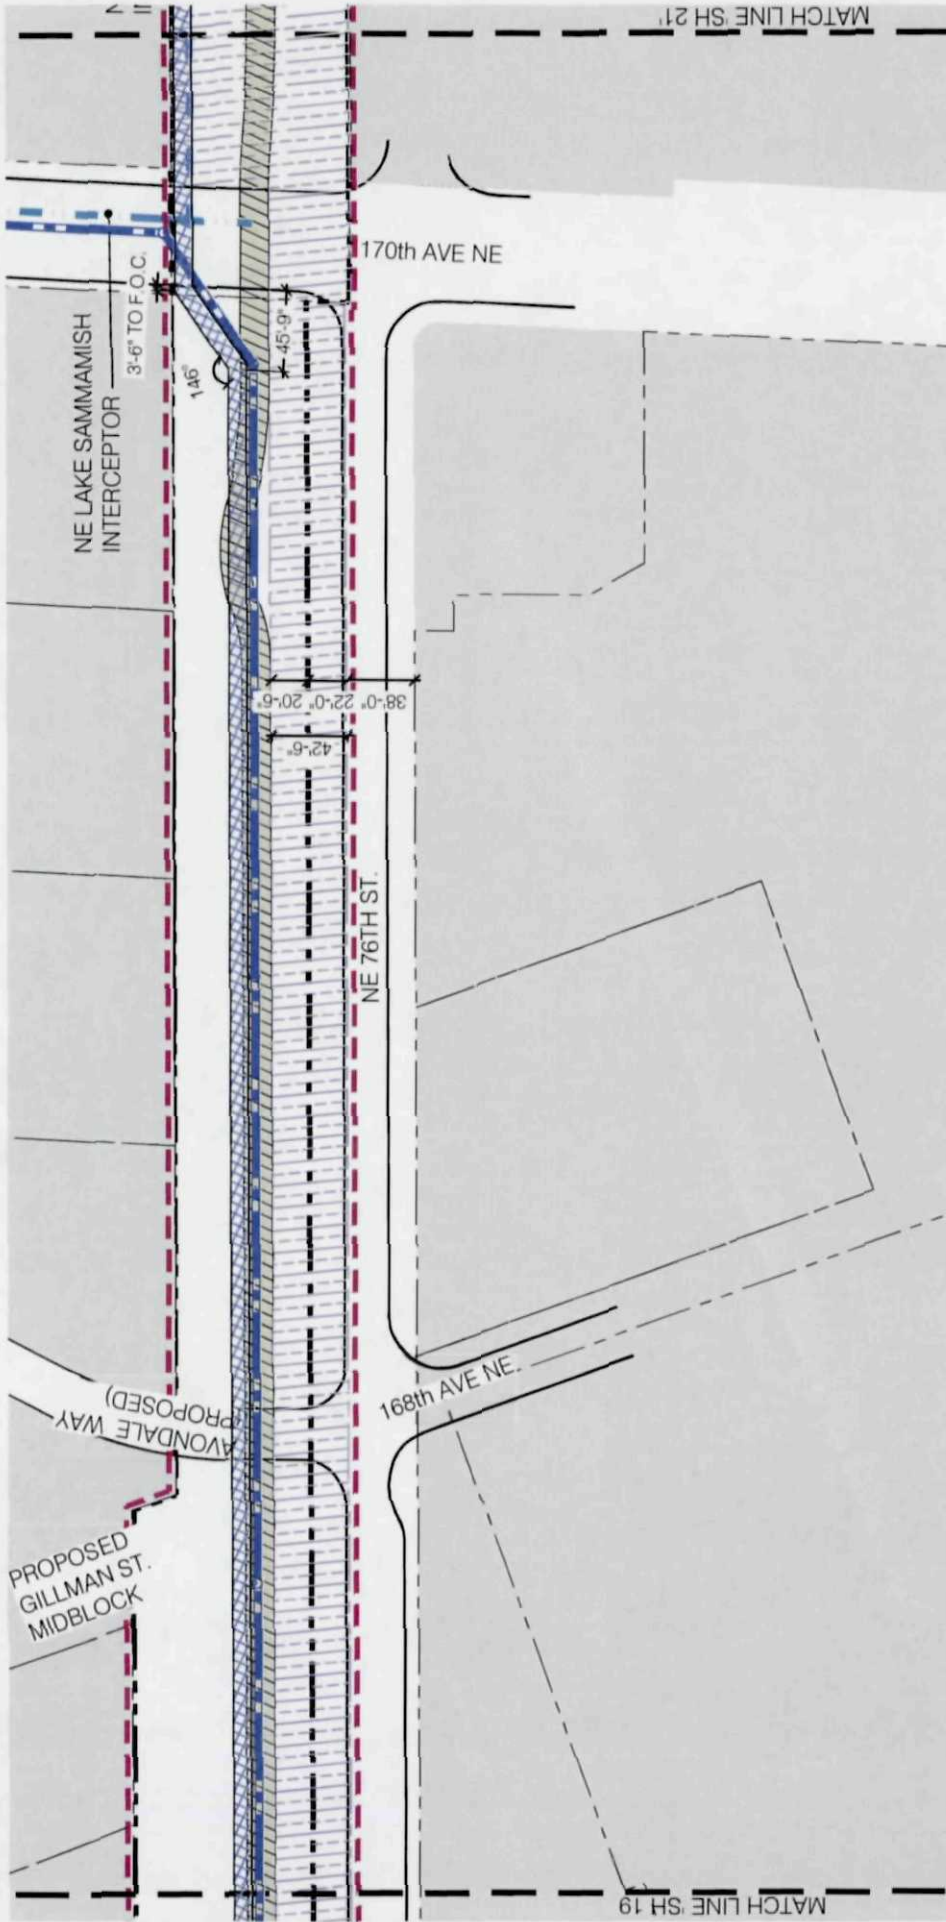 MATCH LINE SH 21'
NE LAKE SAMMAMISH
INTERCEPTOR
3'-6" TO F.O.C.
146°
45'-9"
170th AVE NE
20'-6"
22'-0"
38'-0"
42'-6"
NE 76TH ST.
168th AVE NE
AVONDALE WAY
PROPOSED)
PROPOSED
GILLMAN ST.
MIDBLOCK
MATCH LINE 'SH 19